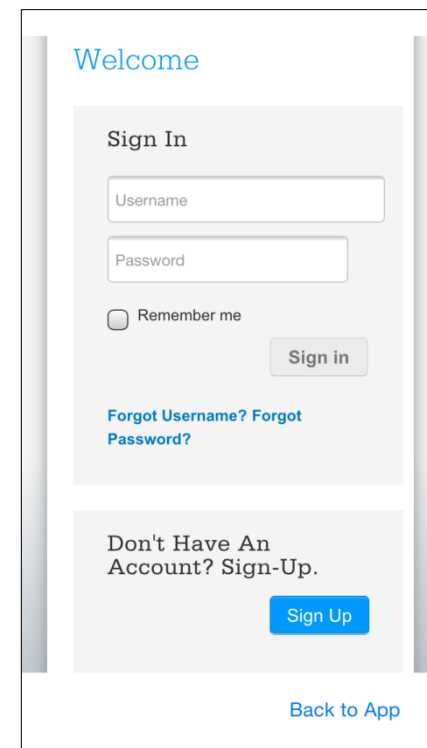 Welcome
Sign In
Username
Password
Remember me
Sign in
Forgot Username? Forgot
Password?
Don't Have An
Account? Sign-Up.
Sign Up
Back to App